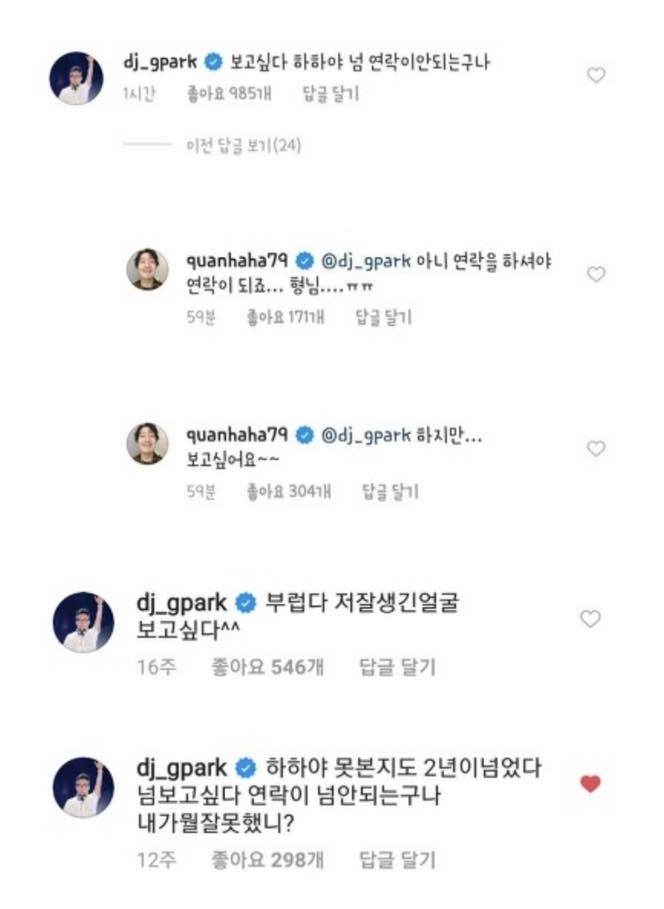 dj_gpark 보고싶다 하하야 넘 연락이안되는구나
1시간 좋아요 985개 답글 달기
이전 답글 보기(24)
quanhaha79 @dj_gpark 아니 연락을 하셔야
연락이 되죠... 형님....ㅠㅠ
59분 좋아요 171개 답글 달기
quanhaha79 @dj_gpark 하지만...
보고싶어요~~
59분 좋아요 304개 답글 달기
dj_gpark 부럽다 저잘생긴얼굴
보고싶다^^
16주 좋아요 546개 답글 달기
dj_gpark 하하야 못본지도 2년이넘었다
넘보고싶다 연락이 넘안되는구나
내가뭘잘못했니?
12주 좋아요 298개 답글 달기